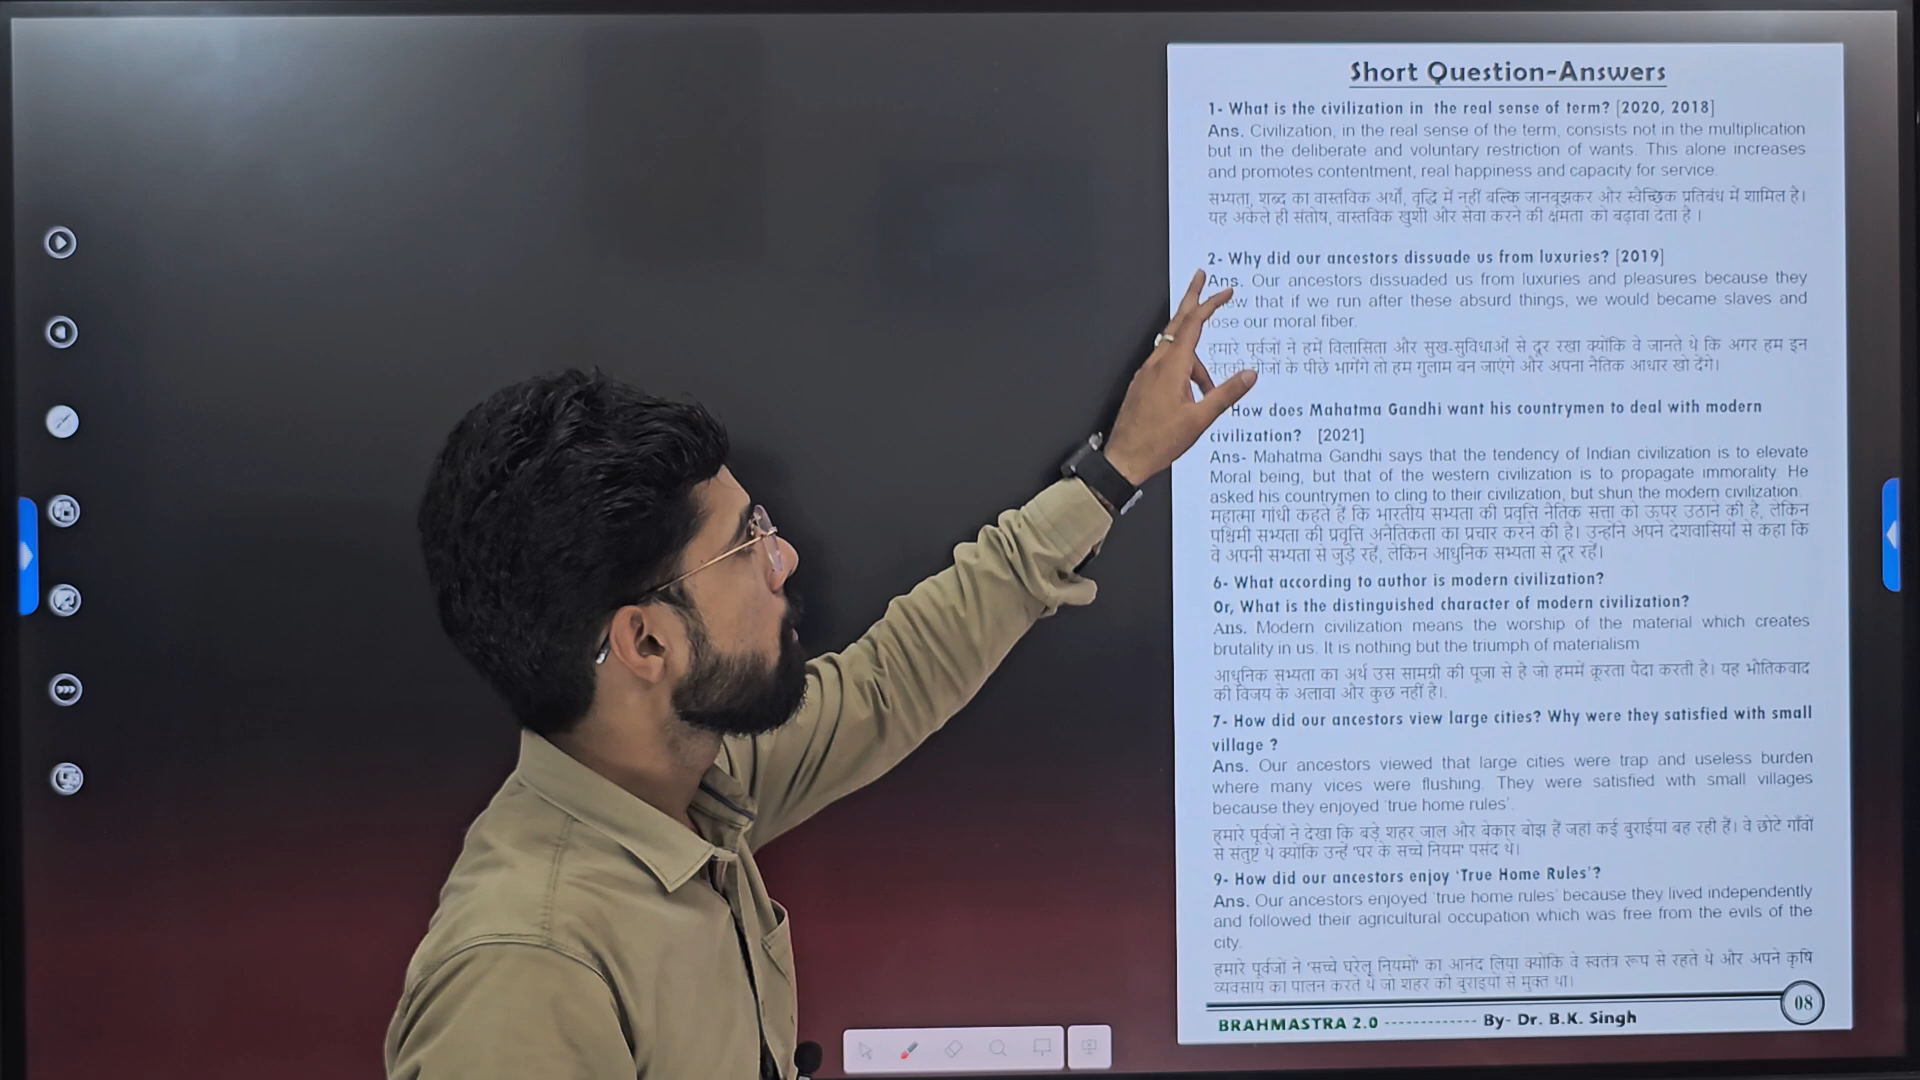 Short Question-Answers
1- What is the civilization in the real sense of term? [2020, 2018]
Ans. Civilization, in the real sense of the term, consists not in the multiplication
but in the deliberate and voluntary restriction of wants. This alone increases
and promotes contentment, real happiness and capacity for service.
सभ्यता, शब्द का वास्तविक अर्थों, वृद्धि में नहीं बल्कि जानबूझकर और स्वैच्छिक प्रतिबंध में शामिल है।
यह अकेले ही संतोष, वास्तविक खुशी और सेवा करने की क्षमता को बढ़ावा देता है ।
2- Why did our ancestors dissuade us from luxuries? [2019]
Ans. Our ancestors dissuaded us from luxuries and pleasures because they
that if we run after these absurd things, we would became slaves and
lose our moral fiber.
हमारे पूर्वजों ने हमें विलासिता और सुख-सुविधाओं से दूर रखा क्योंकि वे जानते थे कि अगर हम इन
बेतुकी चीजों के पीछे भागेंगे तो हम गुलाम बन जाएंगे और अपना नैतिक आधार खो देंगे।
How does Mahatma Gandhi want his countrymen to deal with modern
civilization? [2021]
Ans- Mahatma Gandhi says that the tendency of Indian civilization is to elevate
Moral being, but that of the western civilization is to propagate immorality. He
asked his countrymen to cling to their civilization, but shun the modern civilization.
महात्मा गांधी कहते हैं कि भारतीय सभ्यता की प्रवृत्ति नैतिक सत्ता को ऊपर उठाने की है, लेकिन
पश्चिमी सभ्यता की प्रवृत्ति अनैतिकता का प्रचार करने की है। उन्होंने अपने देशवासियों से कहा कि
वे अपनी सभ्यता से जुड़े रहें, लेकिन आधुनिक सभ्यता से दूर रहें।
6- What according to author is modern civilization?
Or, What is the distinguished character of modern civilization?
Ans. Modern civilization means the worship of the material which creates
brutality in us. It is nothing but the triumph of materialism
आधुनिक सभ्यता का अर्थ उस सामग्री की पूजा से है जो हममें क्रूरता पैदा करती है। यह भौतिकवाद
की विजय के अलावा और कुछ नहीं है।.
7- How did our ancestors view large cities? Why were they satisfied with small
village ?
Ans. Our ancestors viewed that large cities were trap and useless burden
where many vices were flushing. They were satisfied with small villages
because they enjoyed 'true home rules'.
हमारे पूर्वजों ने देखा कि बड़े शहर जाल और बेकार बोझ हैं जहां कई बुराईयां बह रही हैं। वे छोटे गाँवों
से संतुष्ट थे क्योंकि उन्हें 'घर के सच्चे नियम' पसंद थे।
9- How did our ancestors enjoy 'True Home Rules'?
Ans. Our ancestors enjoyed 'true home rules' because they lived independently
and followed their agricultural occupation which was free from the evils of the
city.
हमारे पूर्वजों ने 'सच्चे घरेलू नियमों' का आनंद लिया क्योंकि वे स्वतंत्र रूप से रहते थे और अपने कृषि
व्यवसाय का पालन करते थे जो शहर की बुराइयों से मुक्त था।
08
BRAHMASTRA 2.0 ------------- By- Dr. B.K. Singh